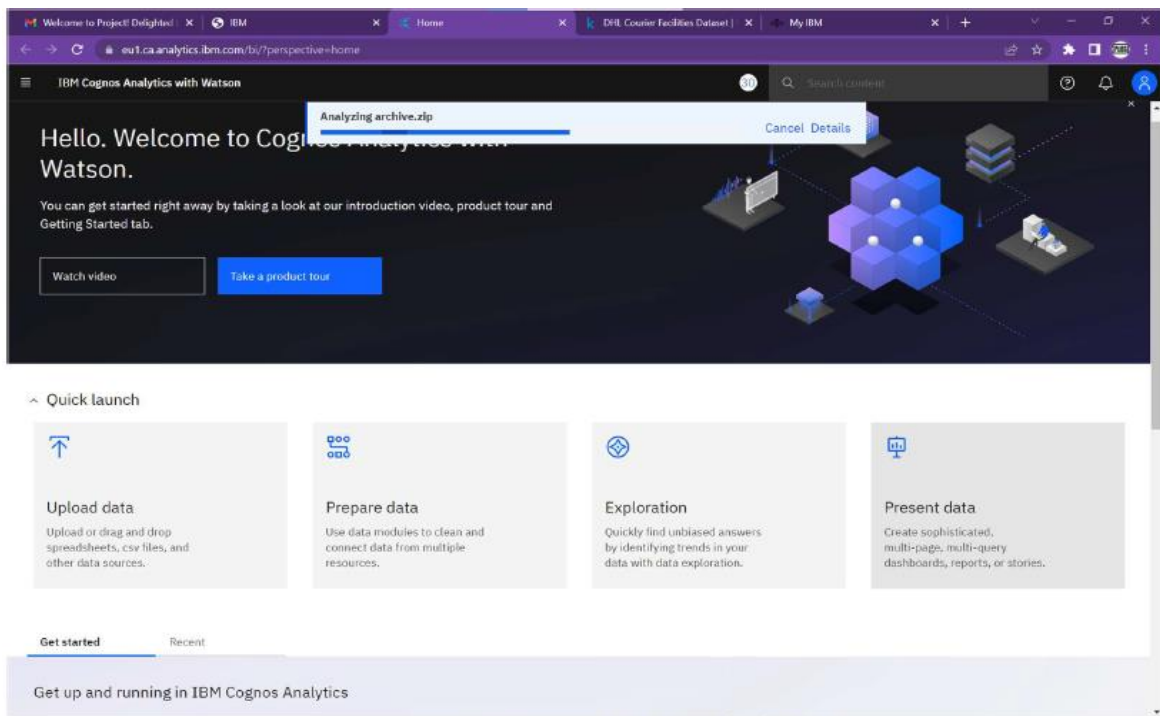 Welcome to Project! Delighted
IBM
Home
DHL Courier Facilities Dataset |
My IBM
eu1.ca.analytics.ibm.com/bi/?perspective=home
IBM Cognos Analytics with Watson
30
Search content
Analyzing archive.zip
Cancel Details
Hello. Welcome to Cognos Analytics with
Watson.
You can get started right away by taking a look at our introduction video, product tour and
Getting Started tab.
Watch video
Take a product tour
Quick launch
Upload data
Upload or drag and drop
spreadsheets, csv files, and
other data sources.
Prepare data
Use data modules to clean and
connect data from multiple
resources.
Exploration
Quickly find unbiased answers
by identifying trends in your
data with data exploration.
Present data
Create sophisticated,
multi-page, multi-query
dashboards, reports, or stories.
Get started
Recent
Get up and running in IBM Cognos Analytics